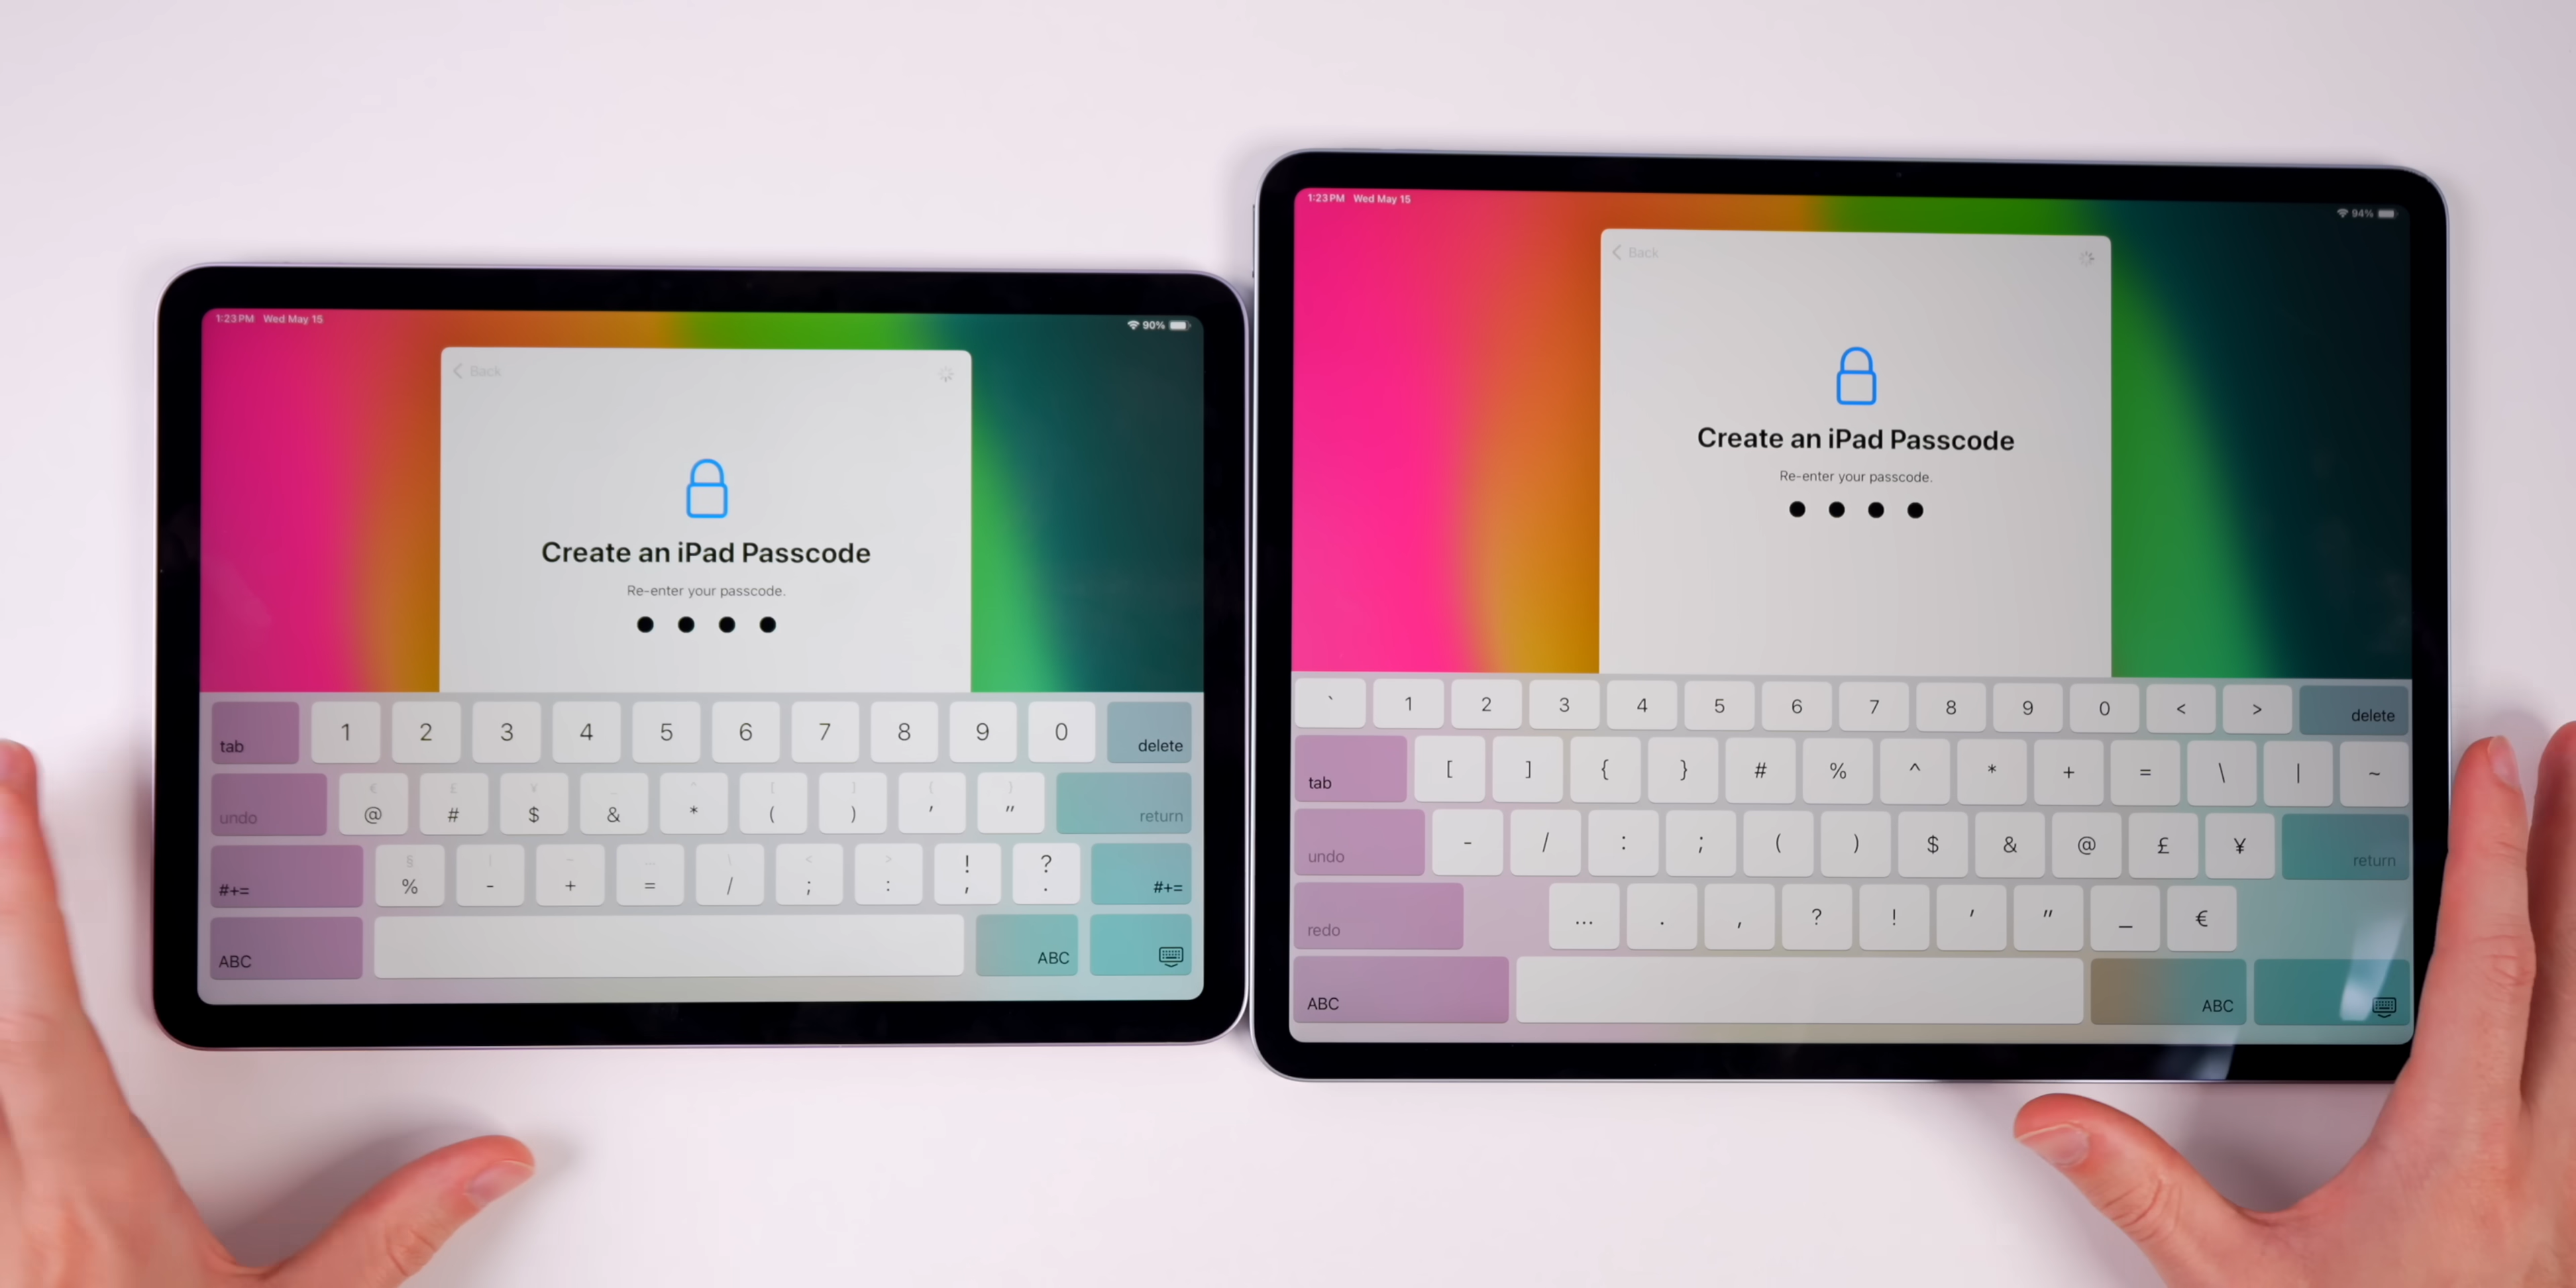 1:23 PM Wed May 15
90%
Back
Create an iPad Passcode
Re-enter your passcode.
tab 1 2 3 4 5 6 7 8 9 0 delete
€ £ ¥ _ ^ [ ] { }
undo @ # $ & * ( ) ' " return
§ | ~ … \ < > ! ?
#+= % - + = / ; : , . #+=
ABC ABC
1:23 PM Wed May 15
94%
Back
Create an iPad Passcode
Re-enter your passcode.
` 1 2 3 4 5 6 7 8 9 0 < > delete
tab [ ] { } # % ^ * + = \ | ~
undo - / : ; ( ) $ & @ £ ¥ return
redo … . , ? ! ' " _ €
ABC ABC